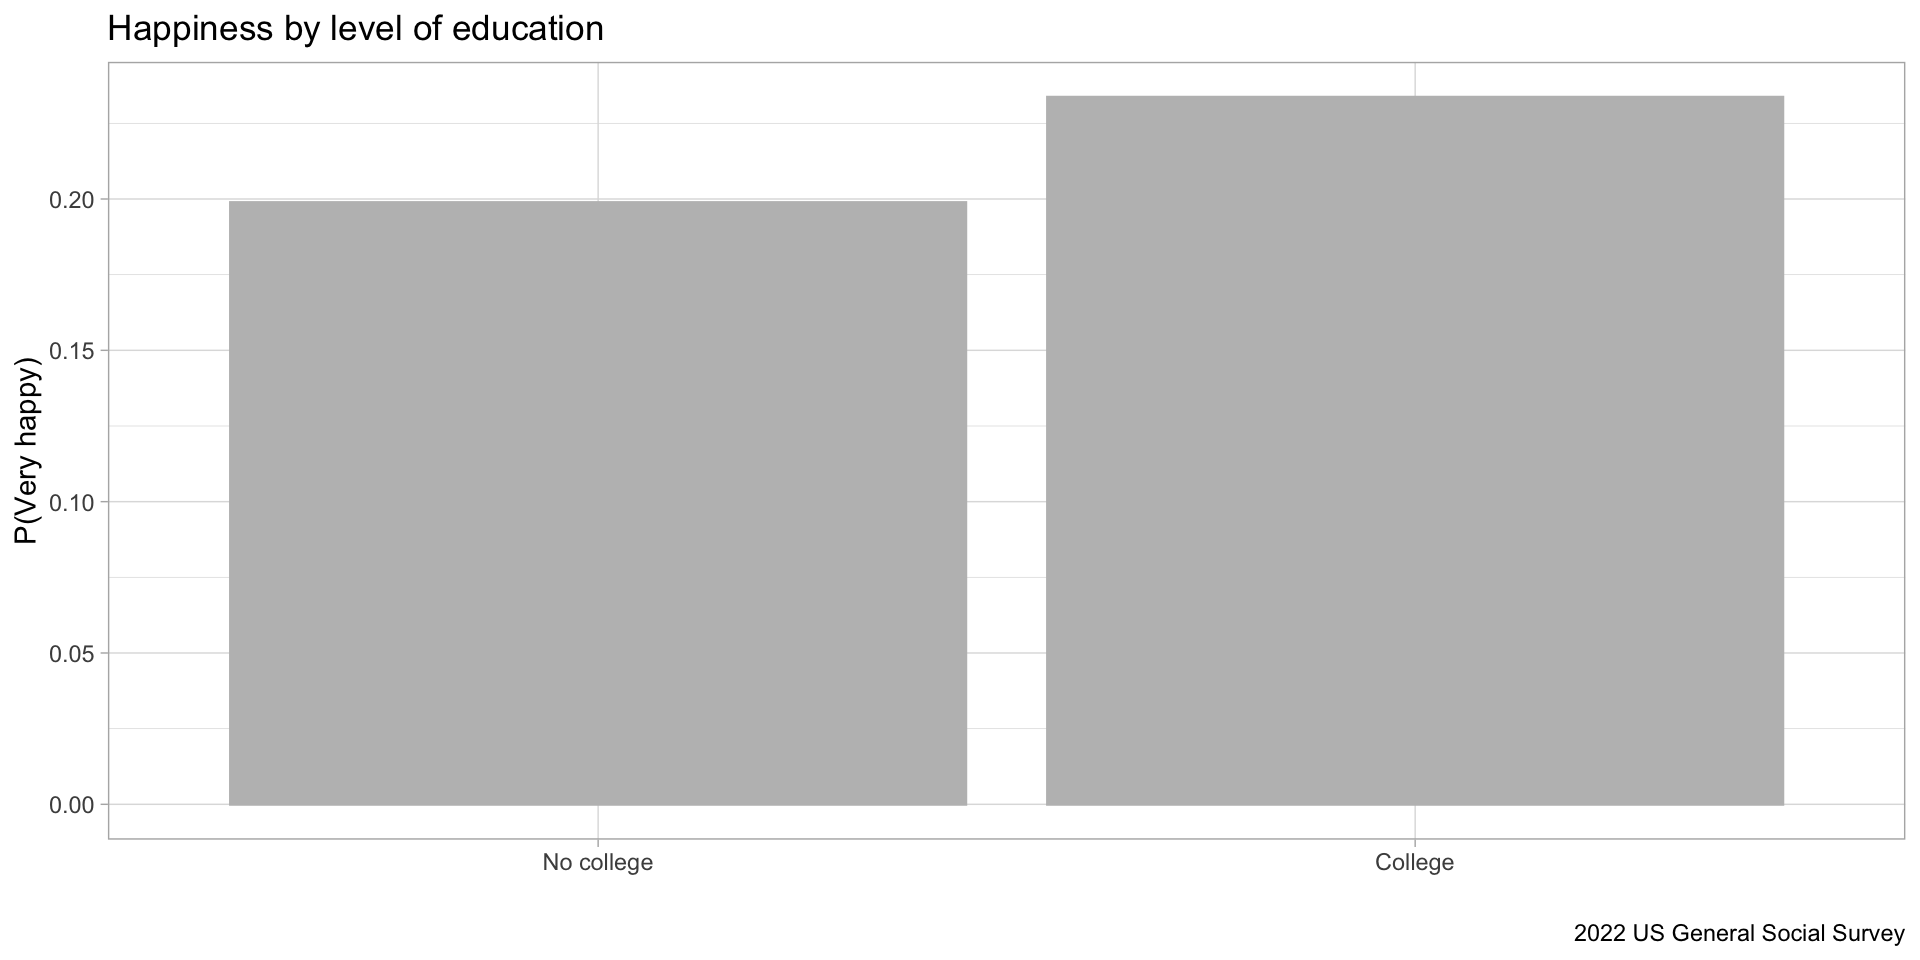 Happiness by level of education
P(Very happy)
0.20
0.15
0.10
0.05
0.00
No college
College
2022 US General Social Survey